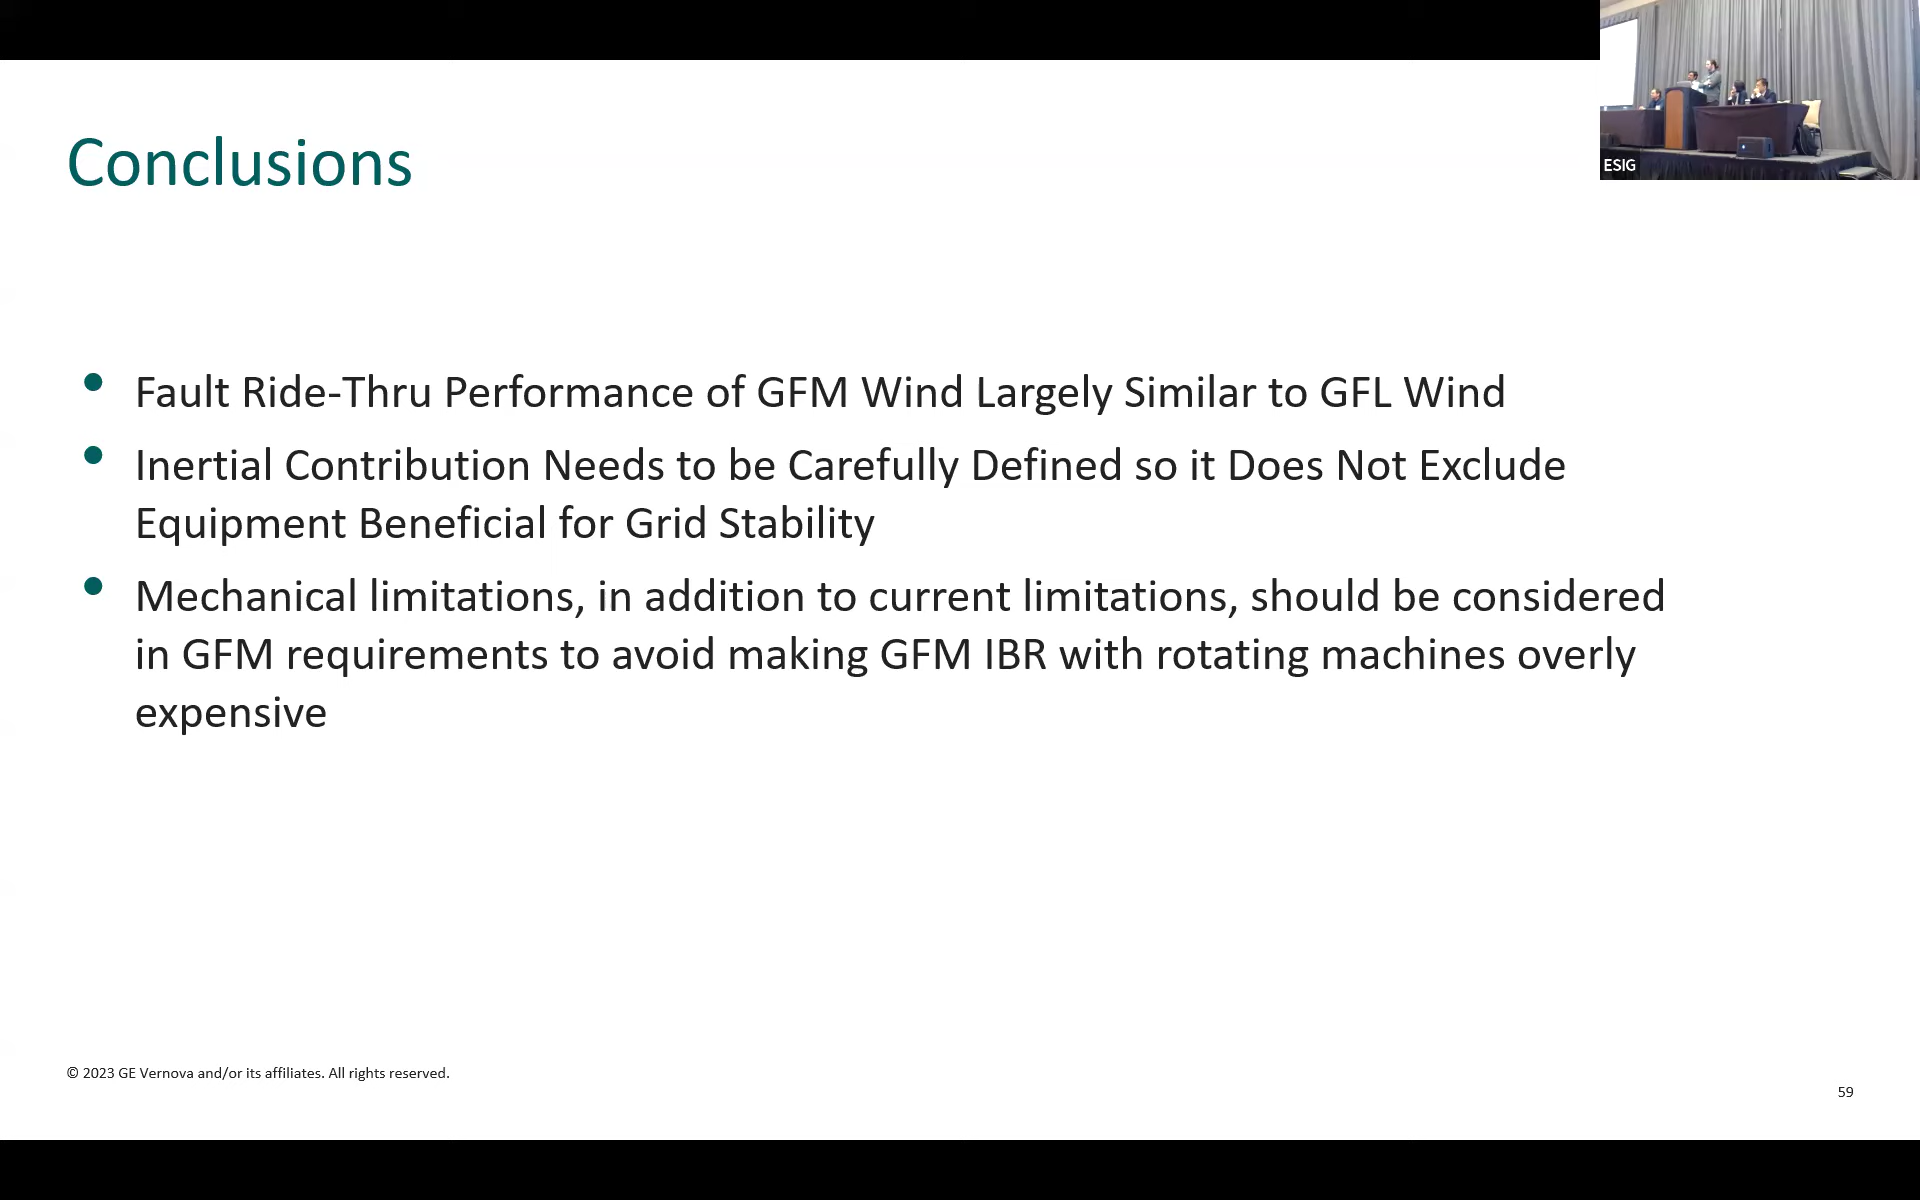 ESIG
Conclusions
• Fault Ride-Thru Performance of GFM Wind Largely Similar to GFL Wind
• Inertial Contribution Needs to be Carefully Defined so it Does Not Exclude
Equipment Beneficial for Grid Stability
• Mechanical limitations, in addition to current limitations, should be considered
in GFM requirements to avoid making GFM IBR with rotating machines overly
expensive
© 2023 GE Vernova and/or its affiliates. All rights reserved.
59